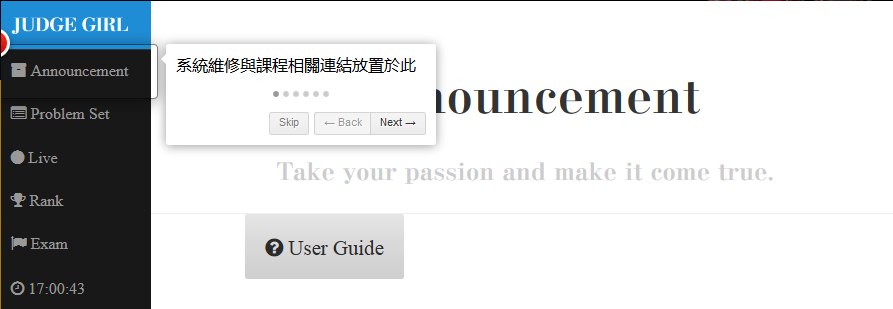 JUDGE GIRL
Announcement
Problem Set
Live
Rank
Exam
17:00:43
系統維修與課程相關連結放置於此
Skip
← Back
Next →
nouncement
Take your passion and make it come true.
User Guide